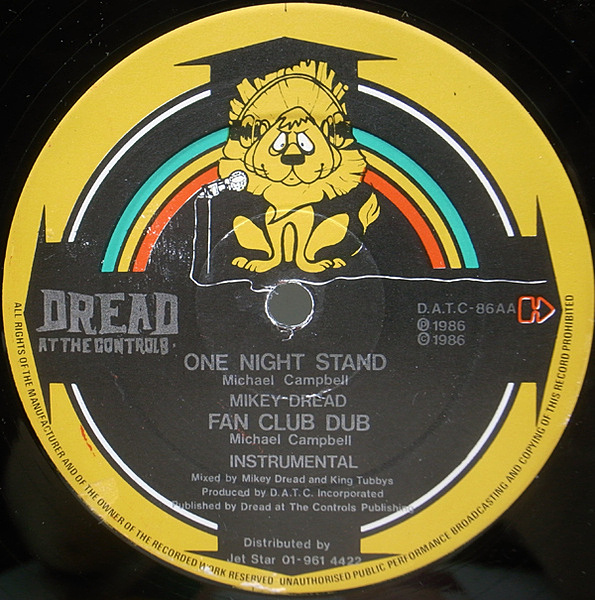 DREAD
AT THE CONTROLS
D.A.T.C-86AA
Ⓟ 1986
© 1986
ONE NIGHT STAND
Michael Campbell
MIKEY DREAD
FAN CLUB DUB
Michael Campbell
INSTRUMENTAL
Mixed by Mikey Dread and King Tubbys
Produced by D.A.T.C. Incorporated
Published by Dread at The Controls Publishing
Distributed by
Jet Star 01-961 4422
ALL RIGHTS OF THE MANUFACTURER AND OF THE OWNER OF THE RECORDED WORK RESERVED UNAUTHORISED PUBLIC PERFORMANCE BROADCASTING AND COPYING OF THIS RECORD PROHIBITED